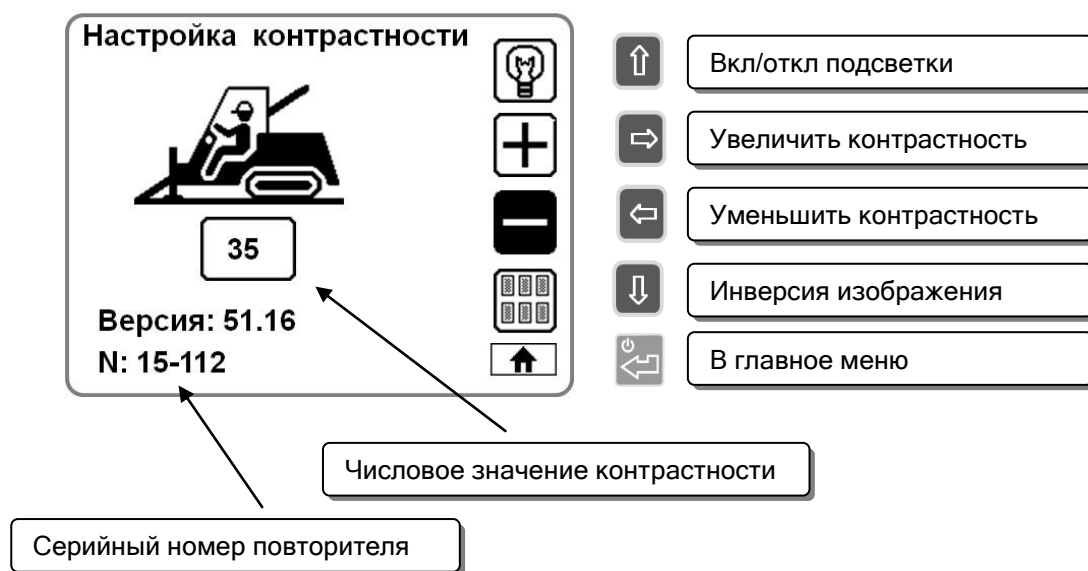 Настройка контрастности
35
Версия: 51.16
N: 15-112
Вкл/откл подсветки
Увеличить контрастность
Уменьшить контрастность
Инверсия изображения
В главное меню
Числовое значение контрастности
Серийный номер повторителя